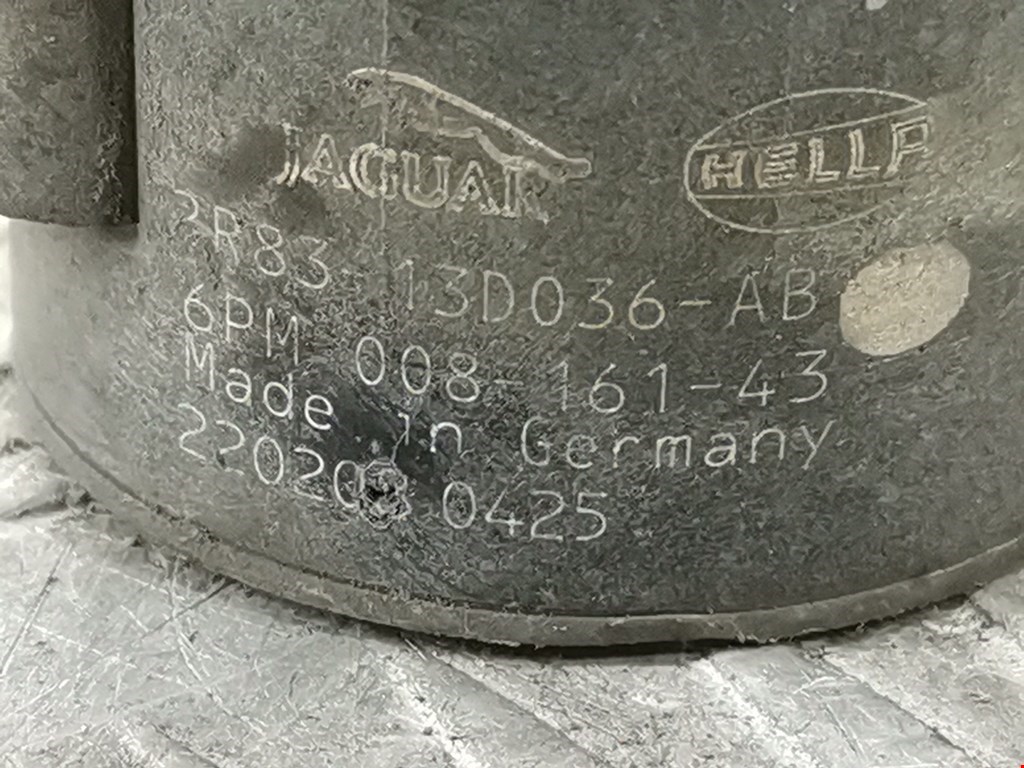 JAGUAR
HELLA
2R83-13D036-AB
6PM 008-161-43
Made in Germany
0425